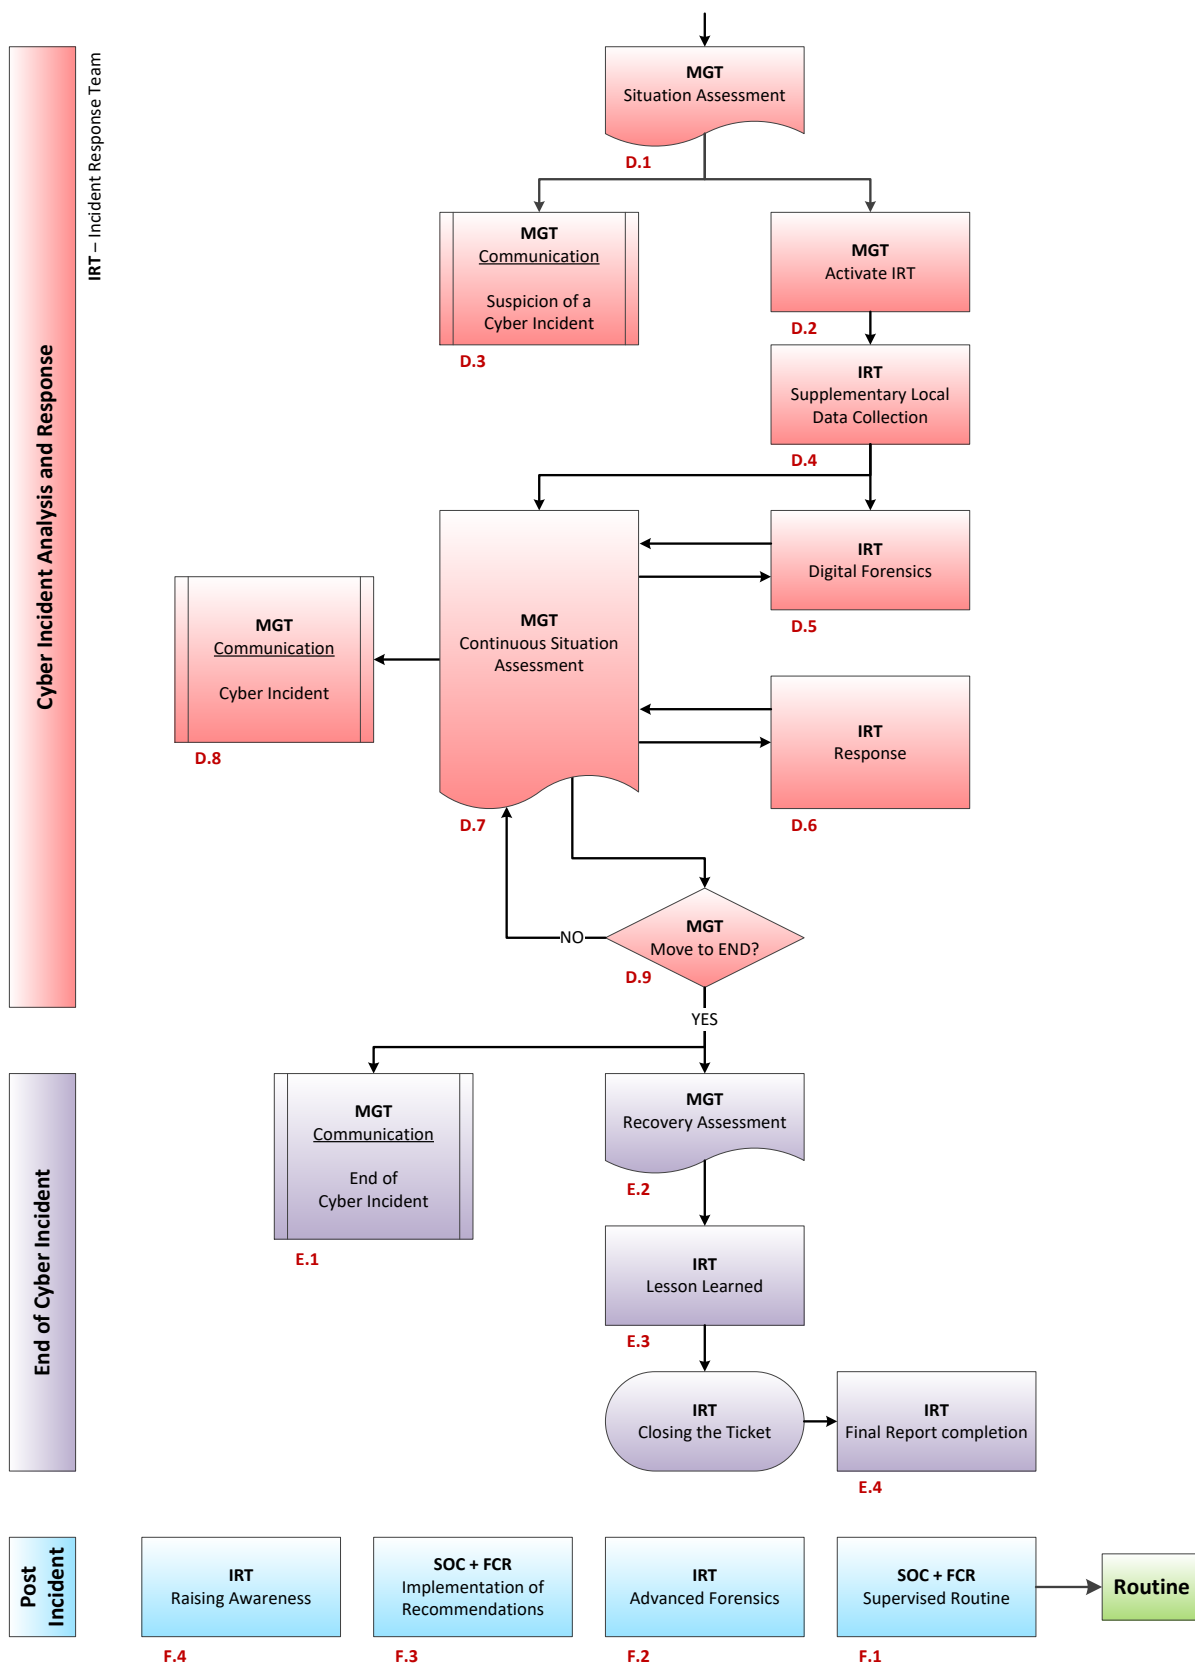 Cyber Incident Analysis and Response
IRT – Incident Response Team
MGT
Situation Assessment
D.1
MGT
Communication
Suspicion of a
Cyber Incident
D.3
MGT
Activate IRT
D.2
IRT
Supplementary Local
Data Collection
D.4
MGT
Continuous Situation
Assessment
D.7
IRT
Digital Forensics
D.5
MGT
Communication
Cyber Incident
D.8
IRT
Response
D.6
MGT
Move to END?
D.9
NO
YES
End of Cyber Incident
MGT
Communication
End of
Cyber Incident
E.1
MGT
Recovery Assessment
E.2
IRT
Lesson Learned
E.3
IRT
Closing the Ticket
IRT
Final Report completion
E.4
Post
Incident
IRT
Raising Awareness
F.4
SOC + FCR
Implementation of
Recommendations
F.3
IRT
Advanced Forensics
F.2
SOC + FCR
Supervised Routine
F.1
Routine